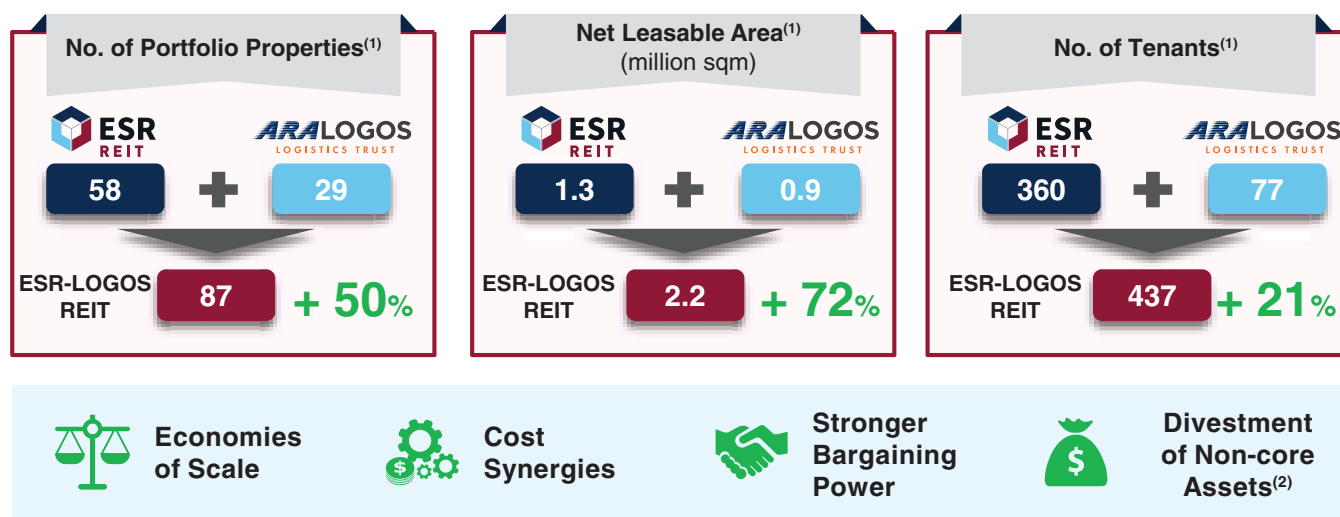 No. of Portfolio Properties(1)
ESR
REIT
ARALOGOS
LOGISTICS TRUST
58
29
ESR-LOGOS
REIT
87
+ 50%
Net Leasable Area(1)
(million sqm)
ESR
REIT
ARALOGOS
LOGISTICS TRUST
1.3
0.9
ESR-LOGOS
REIT
2.2
+ 72%
No. of Tenants(1)
ESR
REIT
ARALOGOS
LOGISTICS TRUST
360
77
ESR-LOGOS
REIT
437
+ 21%
Economies
of Scale
$
Cost
Synergies
Stronger
Bargaining
Power
$
Divestment
of Non-core
Assets(2)